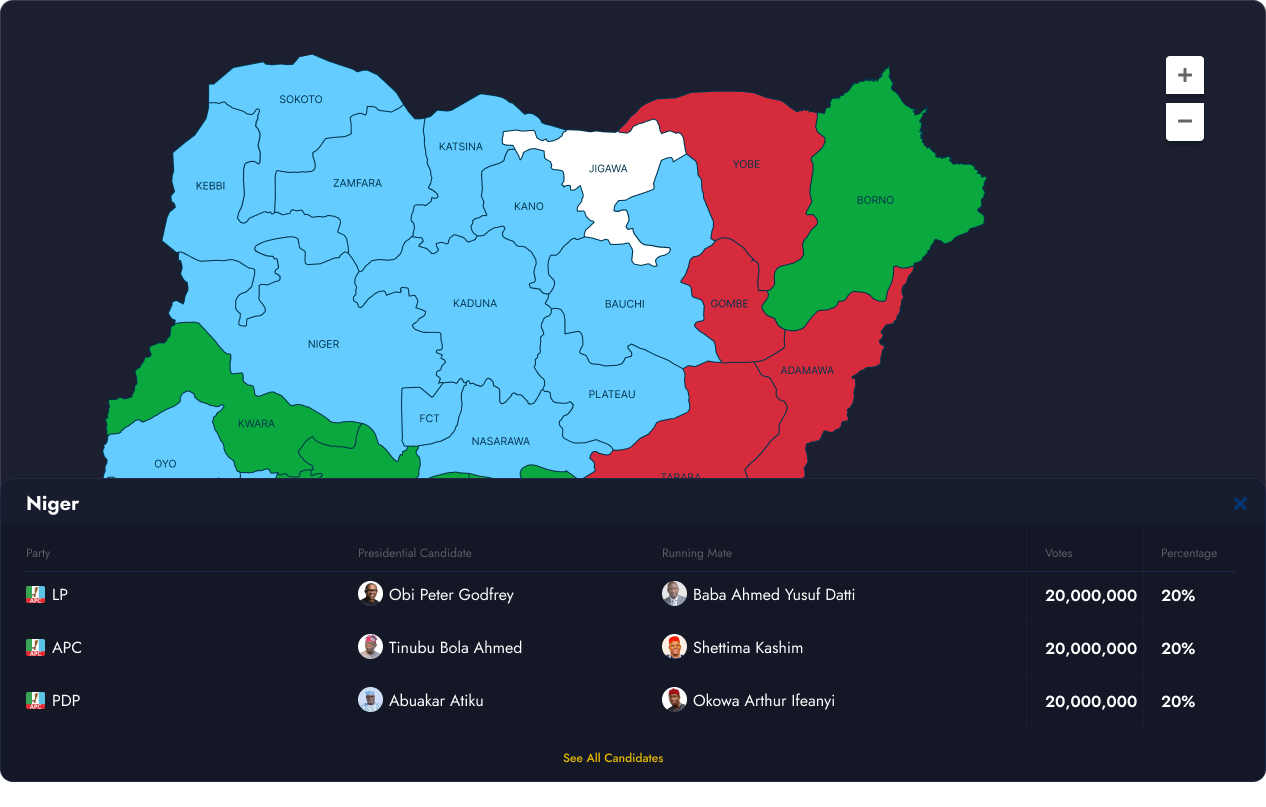 +
−
SOKOTO
KATSINA
JIGAWA
YOBE
KEBBI
ZAMFARA
KANO
BORNO
KADUNA
BAUCHI
GOMBE
NIGER
ADAMAWA
PLATEAU
FCT
KWARA
NASARAWA
OYO
TARABA
Niger
Party Presidential Candidate Running Mate Votes Percentage
APC LP Obi Peter Godfrey Baba Ahmed Yusuf Datti 20,000,000 20%
APC APC Tinubu Bola Ahmed Shettima Kashim 20,000,000 20%
APC PDP Abuakar Atiku Okowa Arthur Ifeanyi 20,000,000 20%
See All Candidates